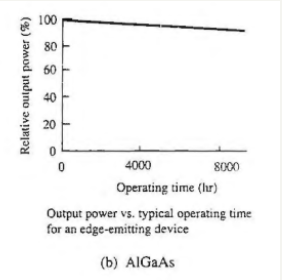 Relative output power (%)
100
80
60
40
20
0
0 4000 8000
Operating time (hr)
Output power vs. typical operating time
for an edge-emitting device
(b) AlGaAs